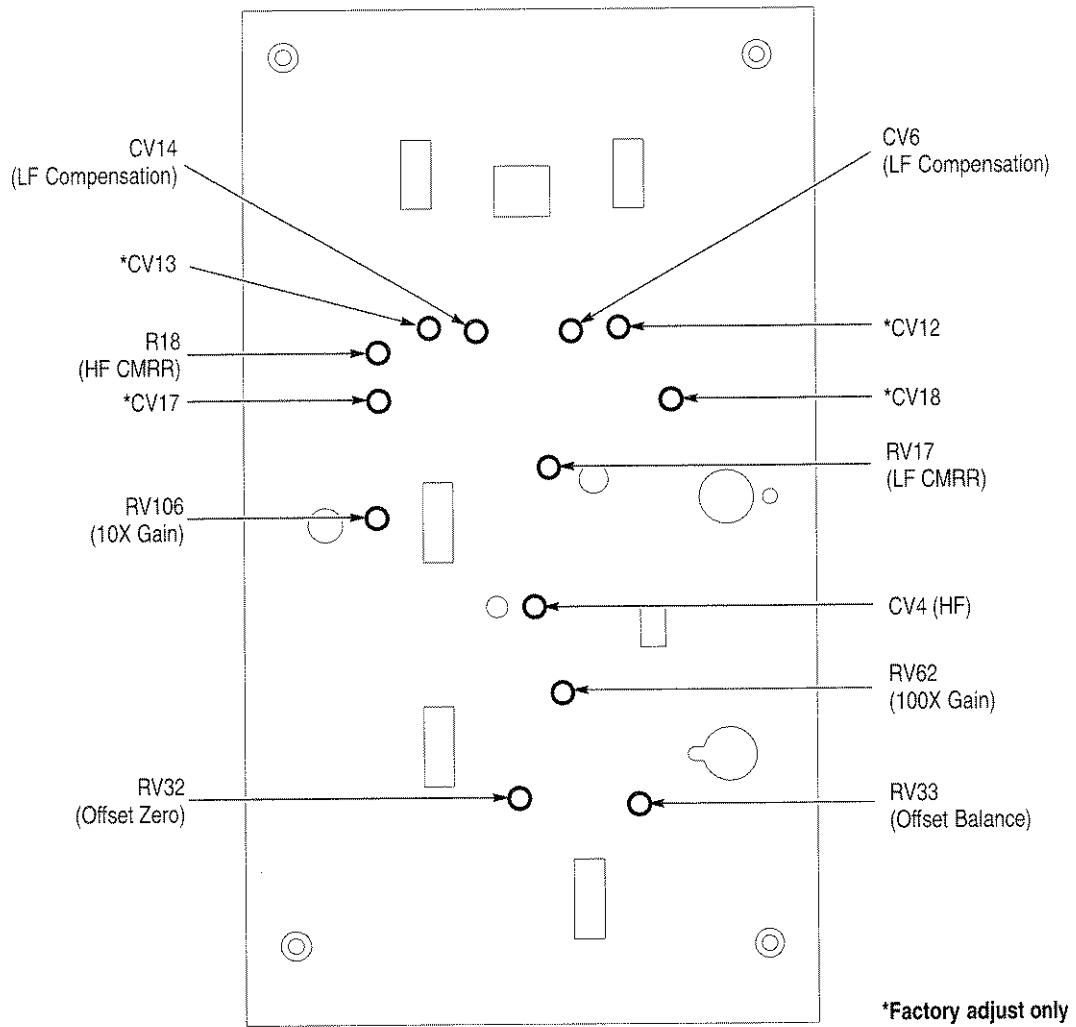 CV14
(LF Compensation)
CV6
(LF Compensation)
*CV13
*CV12
R18
(HF CMRR)
*CV17
*CV18
RV17
(LF CMRR)
RV106
(10X Gain)
CV4 (HF)
RV62
(100X Gain)
RV32
(Offset Zero)
RV33
(Offset Balance)
*Factory adjust only